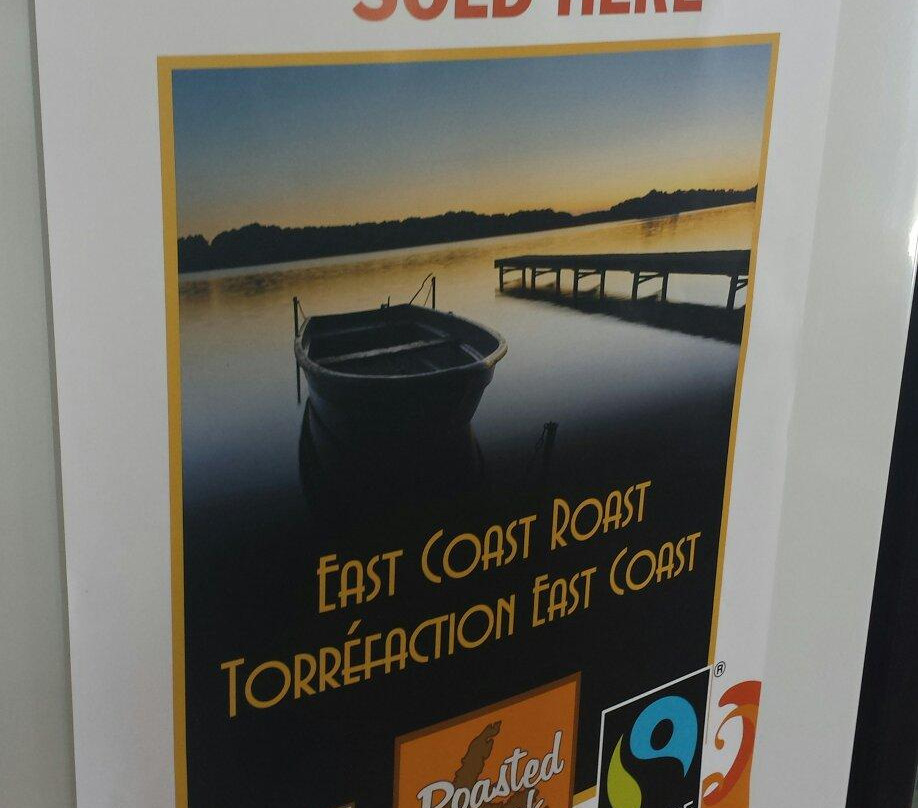 SOLD HERE
EAST COAST ROAST
TORRÉFACTION EAST COAST
®
Roasted